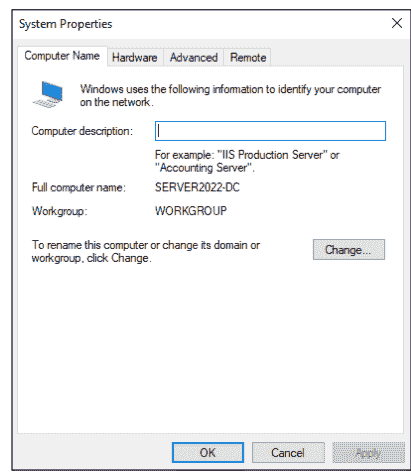 System Properties
Computer Name Hardware Advanced Remote
Windows uses the following information to identify your computer
on the network.
Computer description:
For example: "IIS Production Server" or
"Accounting Server".
Full computer name: SERVER2022-DC
Workgroup: WORKGROUP
To rename this computer or change its domain or
workgroup, click Change.
Change...
OK Cancel Apply